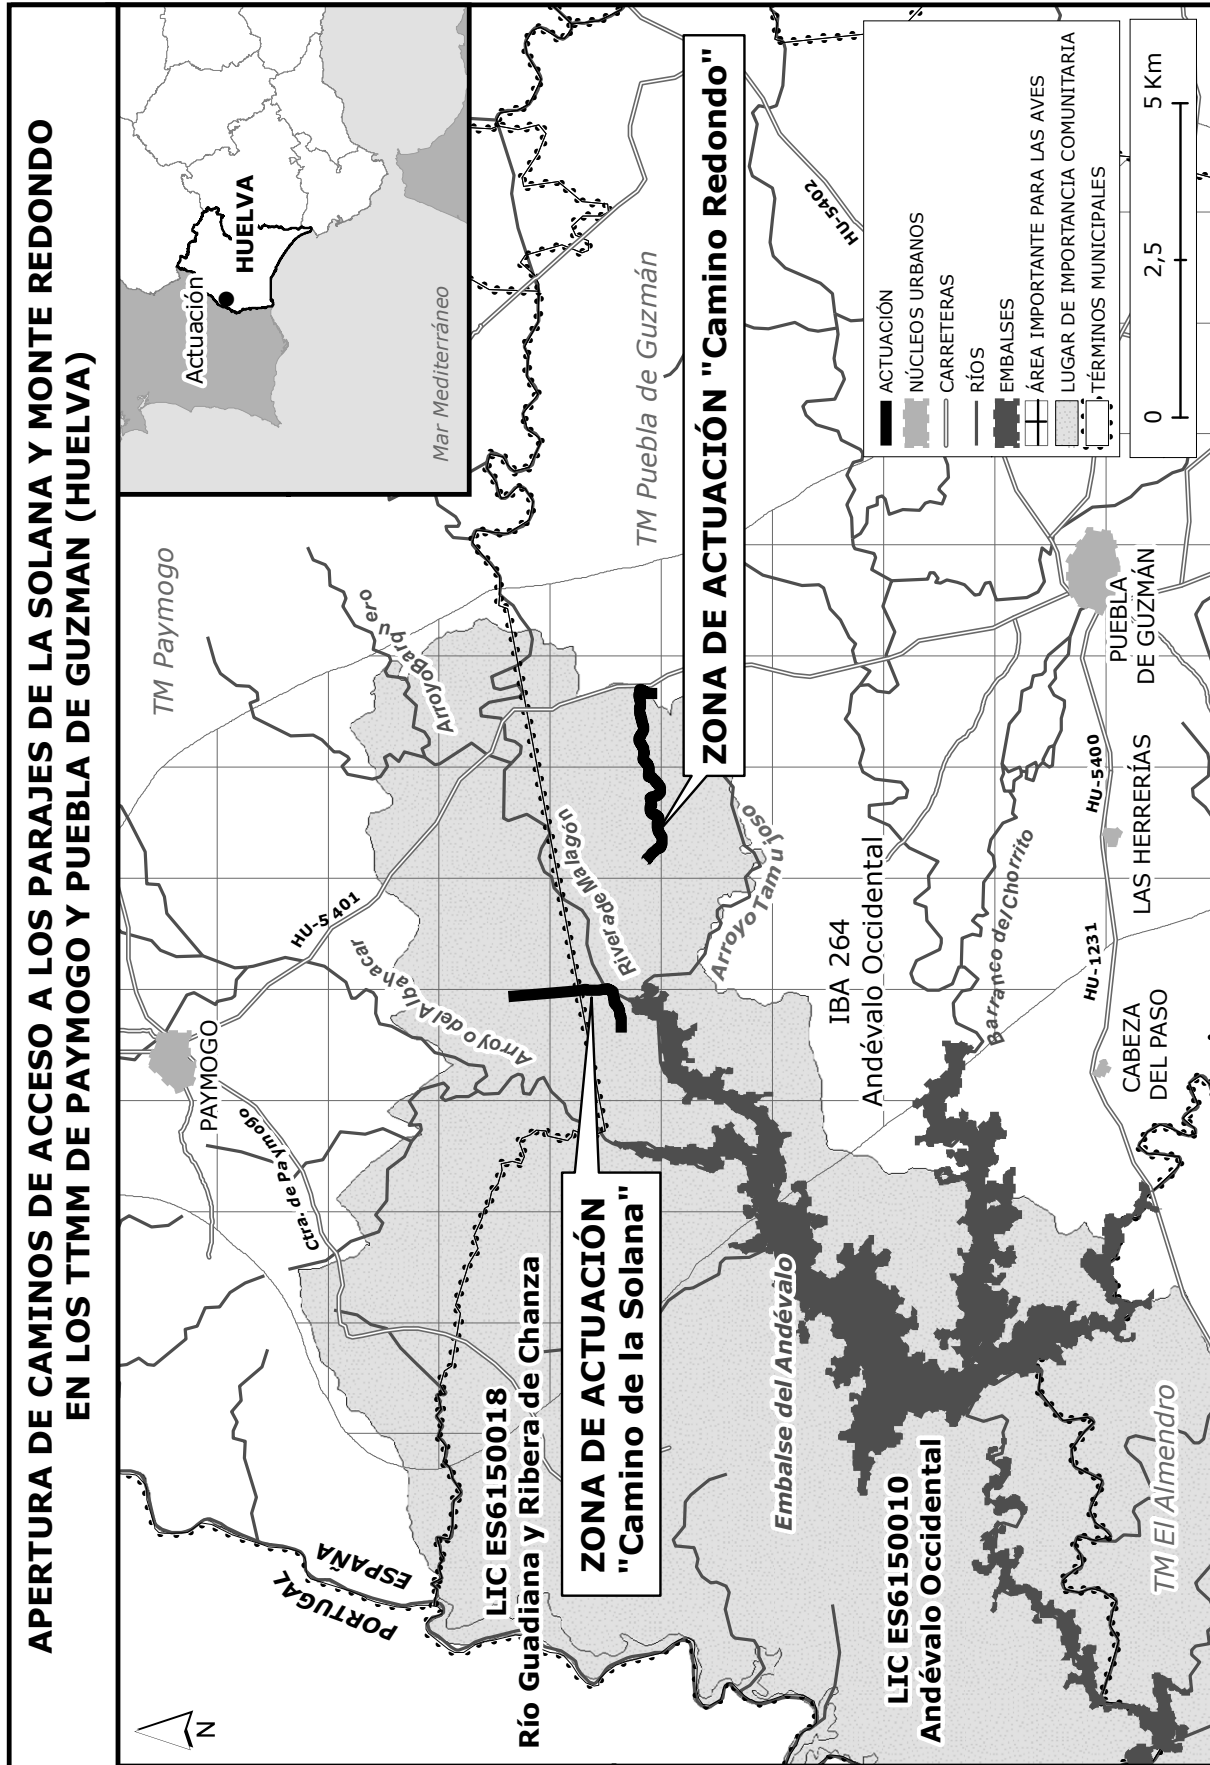 APERTURA DE CAMINOS DE ACCESO A LOS PARAJES DE LA SOLANA Y MONTE REDONDO
EN LOS TTMM DE PAYMOGO Y PUEBLA DE GUZMAN (HUELVA)
N
PORTUGAL
ESPAÑA
PAYMOGO
Ctra. de Paymogo
HU-5401
TM Paymogo
Arroyo Barquero
Arroyo del Albahacar
Actuación
HUELVA
Mar Mediterráneo
LIC ES6150018
Río Guadiana y Ribera de Chanza
ZONA DE ACTUACIÓN
"Camino de la Solana"
Rivera de Malagón
TM Puebla de Guzmán
ZONA DE ACTUACIÓN "Camino Redondo"
Arroyo Tamujoso
Embalse del Andévalo
IBA 264
Andévalo Occidental
HU-5402
LIC ES6150010
Andévalo Occidental
Barranco del Chorrito
TM El Almendro
CABEZA
DEL PASO
HU-1231
LAS HERRERÍAS
HU-5400
PUEBLA
DE GUZMÁN
ACTUACIÓN
NÚCLEOS URBANOS
CARRETERAS
RÍOS
EMBALSES
ÁREA IMPORTANTE PARA LAS AVES
LUGAR DE IMPORTANCIA COMUNITARIA
TÉRMINOS MUNICIPALES
0 2,5 5 Km